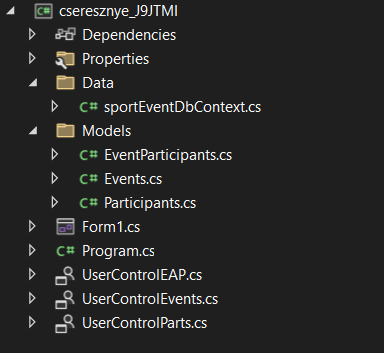 cseresznye_J9JTMI
Dependencies
Properties
Data
C# sportEventDbContext.cs
Models
C# EventParticipants.cs
C# Events.cs
C# Participants.cs
Form1.cs
C# Program.cs
UserControlEAP.cs
UserControlEvents.cs
UserControlParts.cs